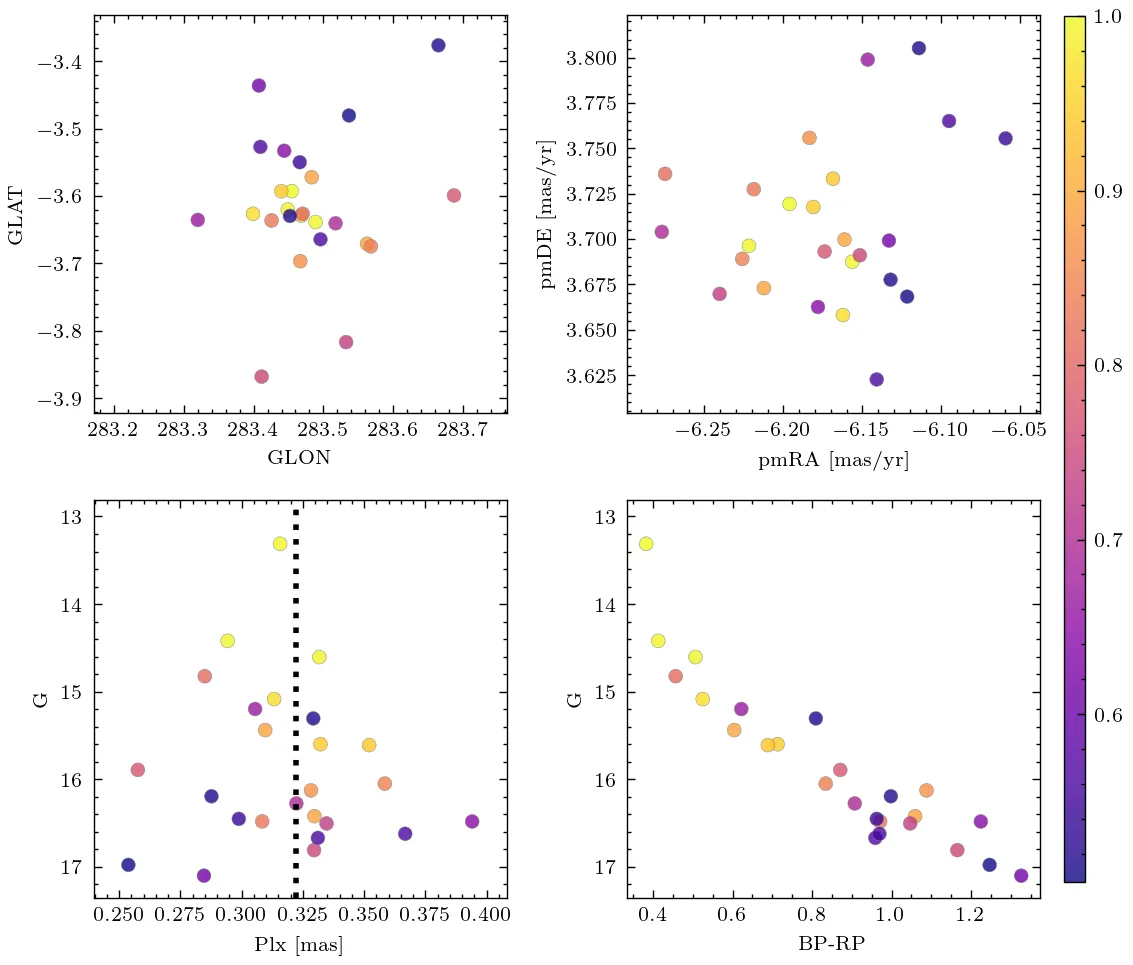 −3.4
−3.5
−3.6
−3.7
−3.8
−3.9
GLAT
283.2 283.3 283.4 283.5 283.6 283.7
GLON
3.800
3.775
3.750
3.725
3.700
3.675
3.650
3.625
pmDE [mas/yr]
−6.25 −6.20 −6.15 −6.10 −6.05
pmRA [mas/yr]
13
14
15
16
17
G
0.250 0.275 0.300 0.325 0.350 0.375 0.400
Plx [mas]
13
14
15
16
17
G
0.4 0.6 0.8 1.0 1.2
BP-RP
1.0
0.9
0.8
0.7
0.6